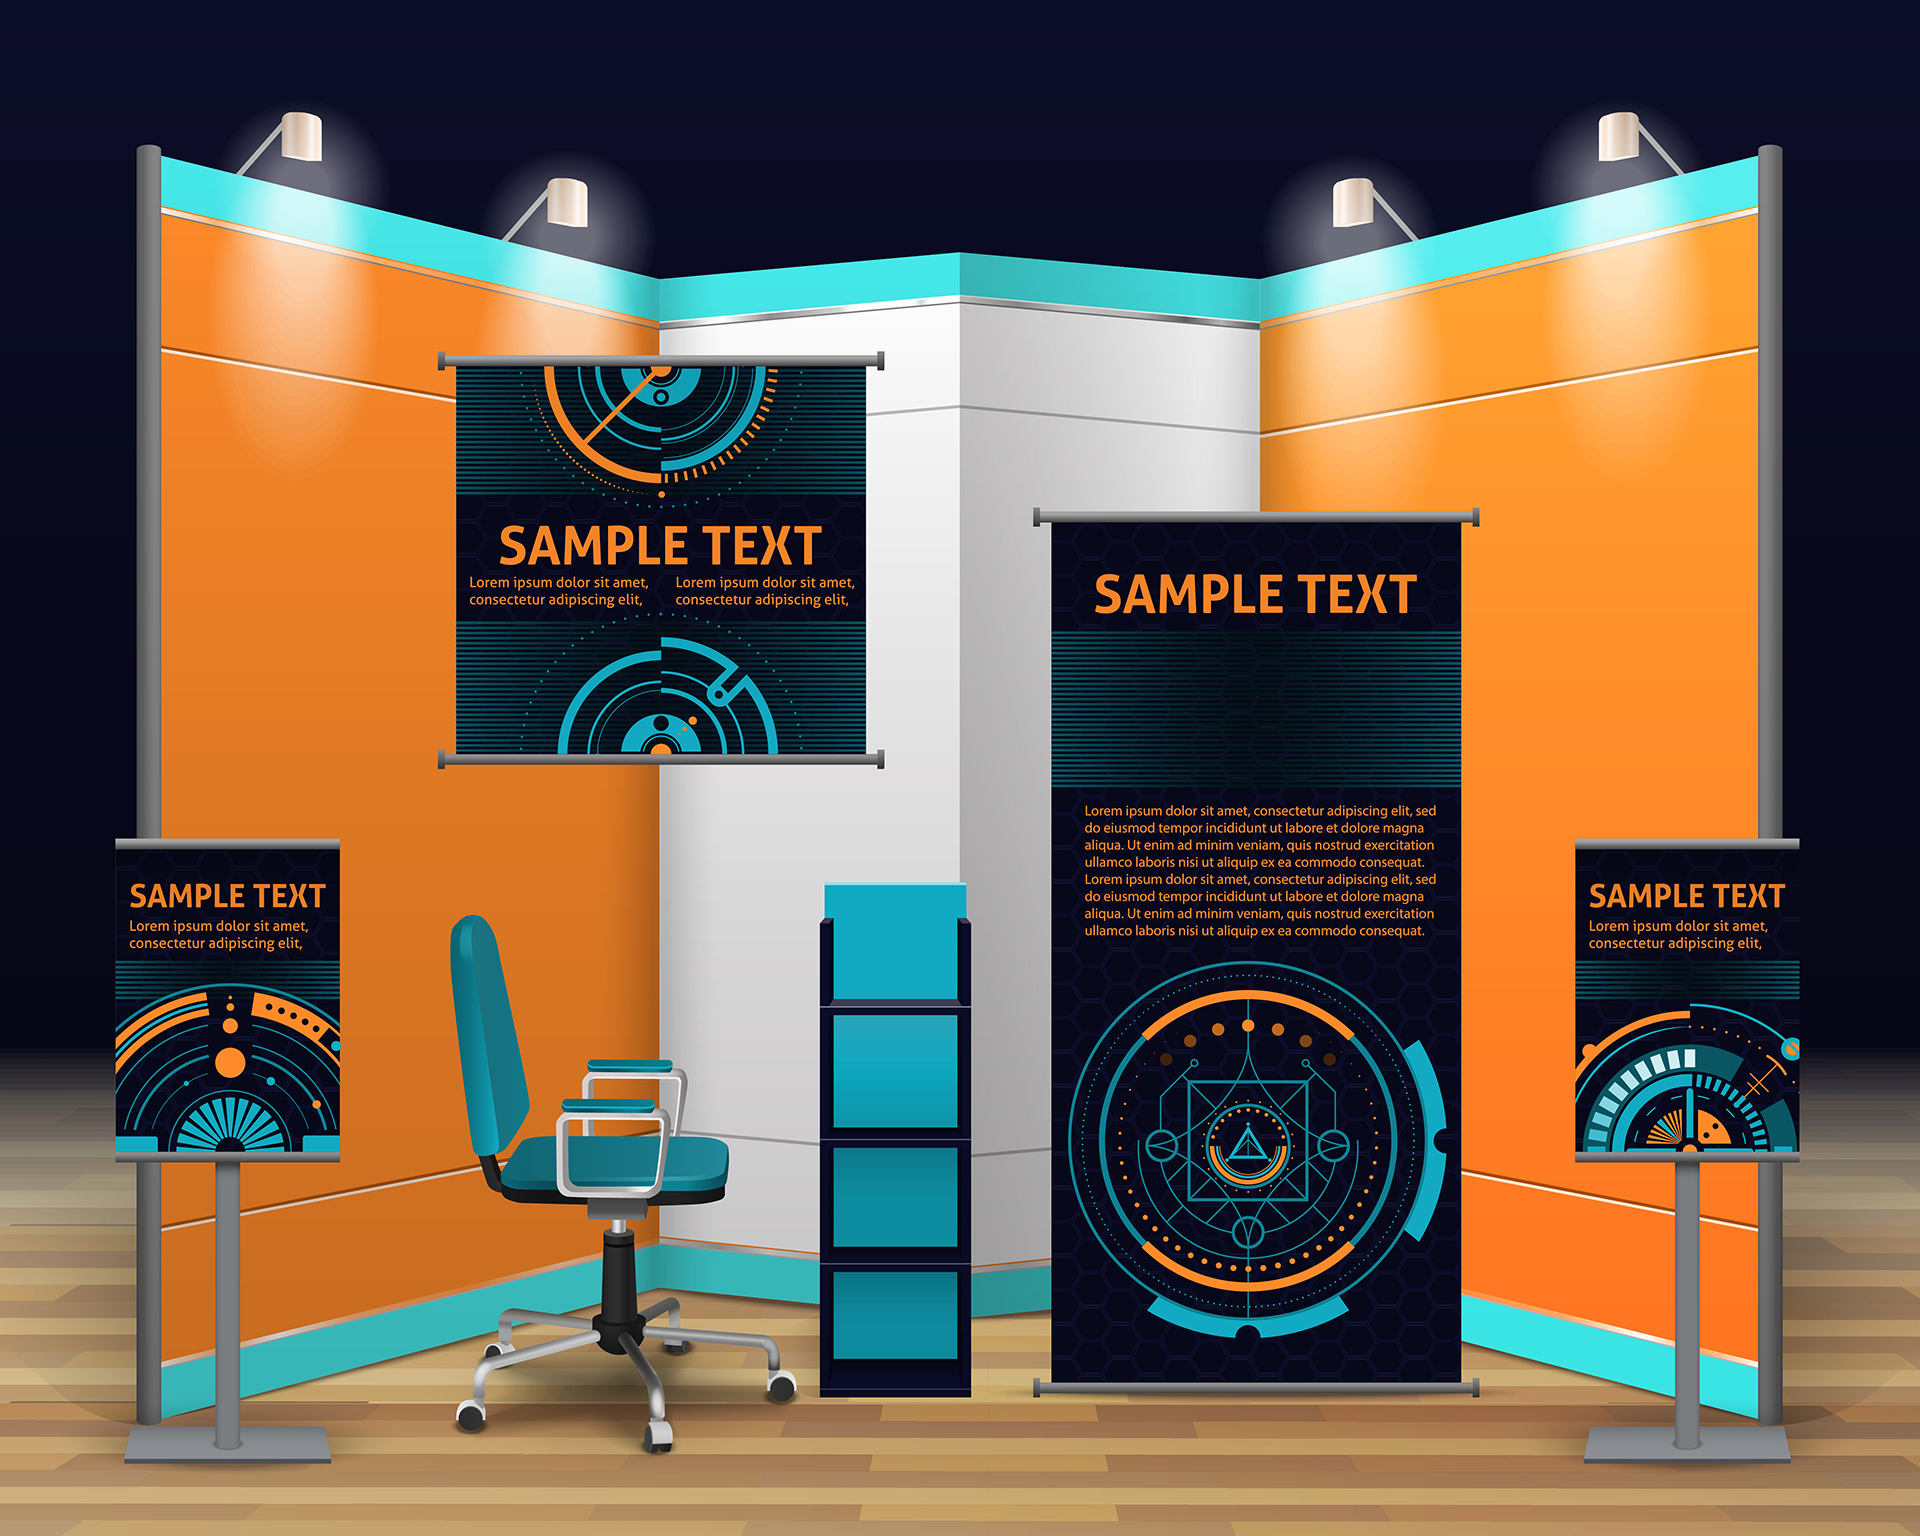 SAMPLE TEXT
Lorem ipsum dolor sit amet,
consectetur adipiscing elit,
Lorem ipsum dolor sit amet,
consectetur adipiscing elit,
SAMPLE TEXT
Lorem ipsum dolor sit amet, consectetur adipiscing elit, sed
do eiusmod tempor incididunt ut labore et dolore magna
aliqua. Ut enim ad minim veniam, quis nostrud exercitation
ullamco laboris nisi ut aliquip ex ea commodo consequat.
Lorem ipsum dolor sit amet, consectetur adipiscing elit, sed
do eiusmod tempor incididunt ut labore et dolore magna
aliqua. Ut enim ad minim veniam, quis nostrud exercitation
ullamco laboris nisi ut aliquip ex ea commodo consequat.
SAMPLE TEXT
Lorem ipsum dolor sit amet,
consectetur adipiscing elit,
SAMPLE TEXT
Lorem ipsum dolor sit amet,
consectetur adipiscing elit,